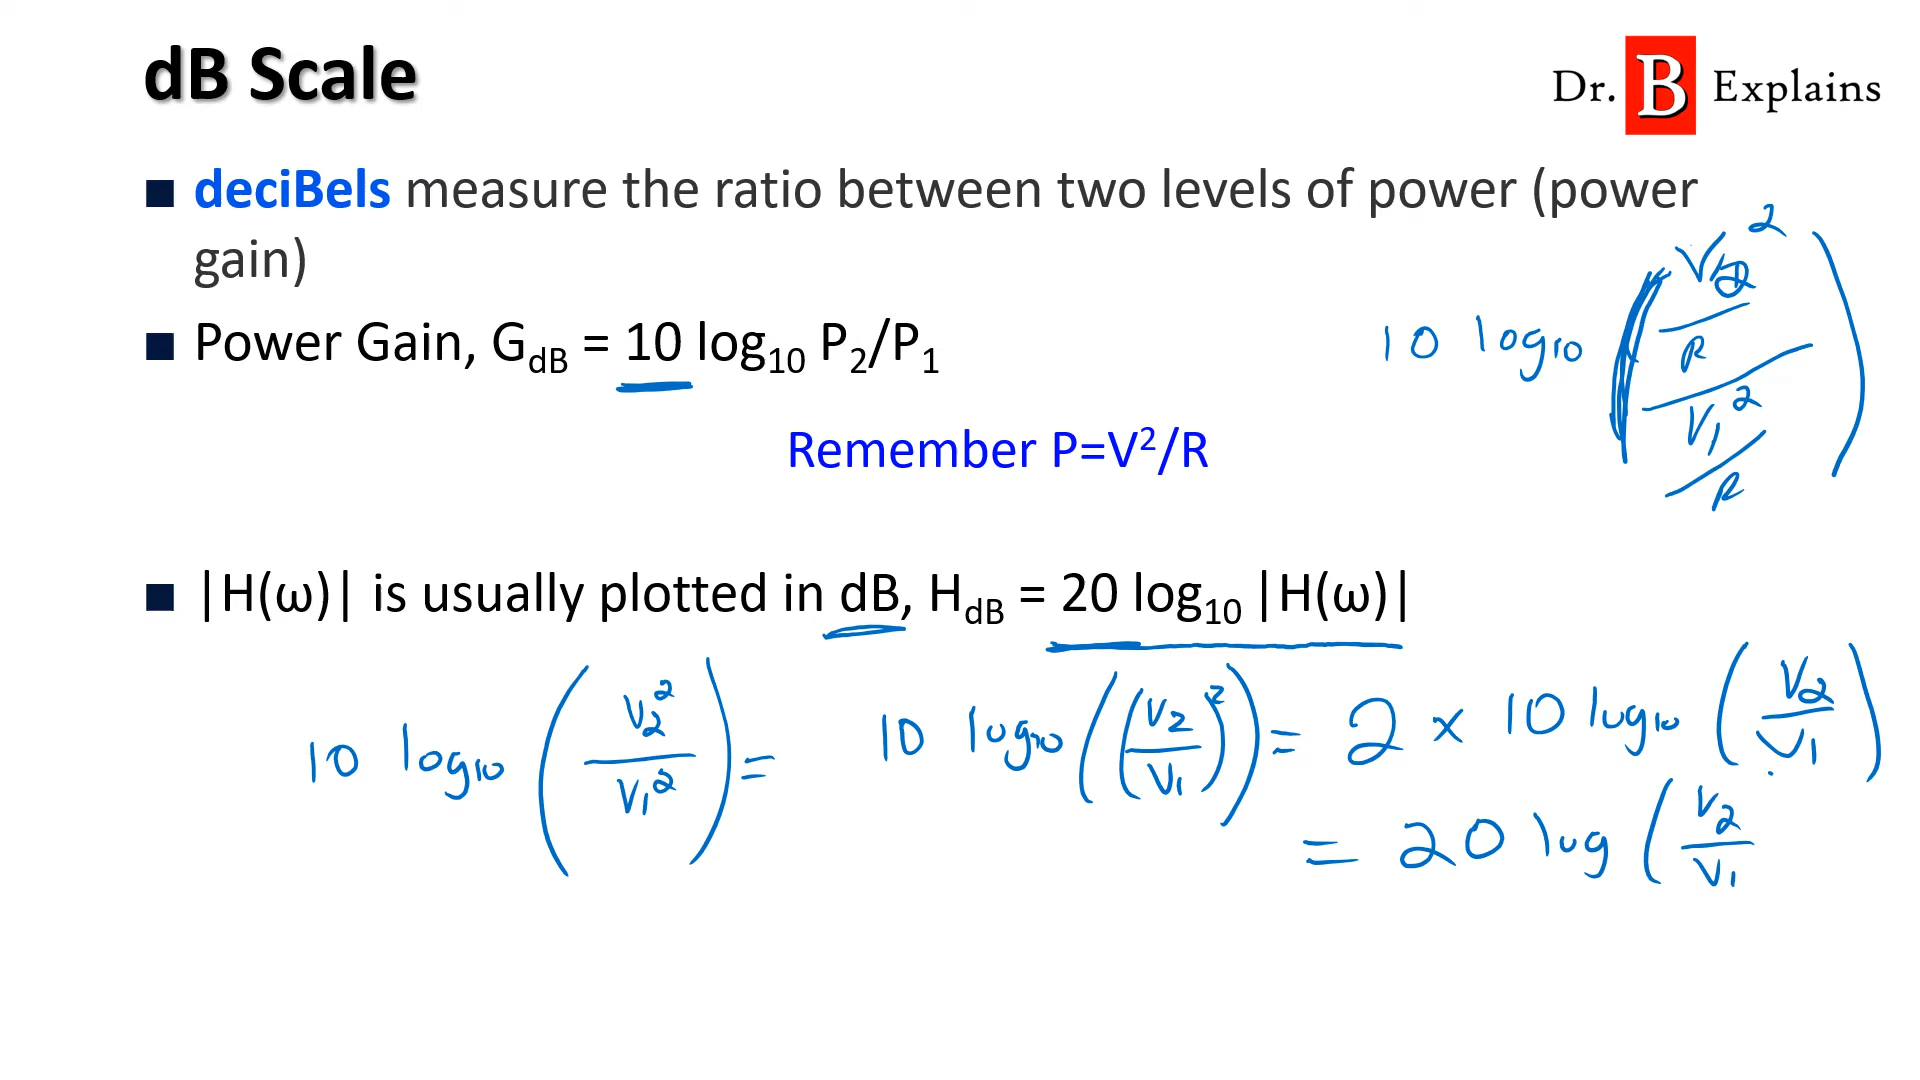 dB Scale
Dr. B Explains
■ deciBels measure the ratio between two levels of power (power
gain)
■ Power Gain, G_dB = 10 log₁₀ P₂/P₁
10 log₁₀ ( (V₂²/R) / (V₁²/R) )
Remember P=V²/R
■ |H(ω)| is usually plotted in dB, H_dB = 20 log₁₀ |H(ω)|
10 log₁₀ (V₂²/V₁²) = 10 log₁₀ ((V₂/V₁)²) = 2 × 10 log₁₀ (V₂/V₁)
= 20 log (V₂/V₁